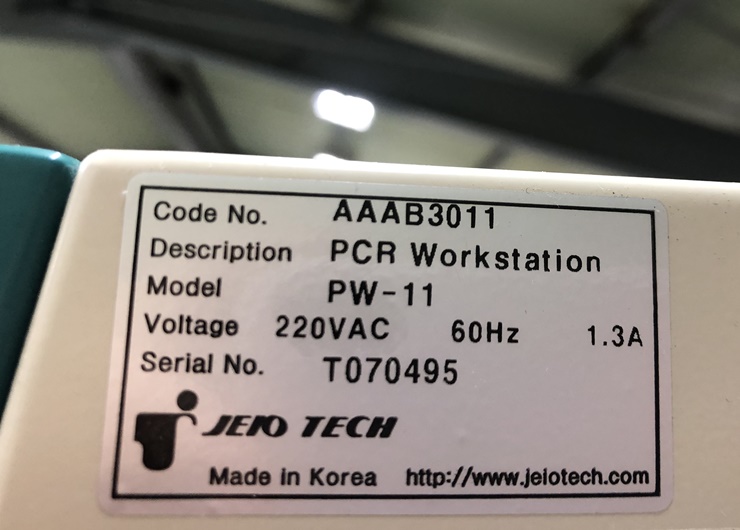 Code No. AAAB3011
Description PCR Workstation
Model PW-11
Voltage 220VAC 60Hz 1.3A
Serial No. T070495
JEIO TECH
Made in Korea http://www.jeiotech.com